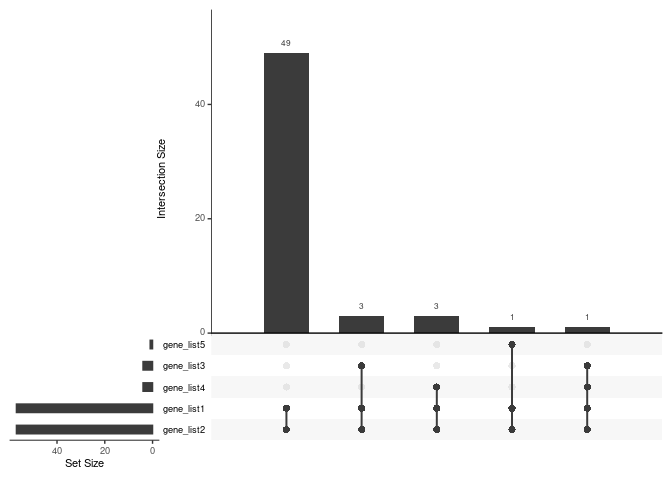 49
40
Intersection Size
20
3
3
1
1
0
gene_list5
gene_list3
gene_list4
gene_list1
gene_list2
40
20
0
Set Size